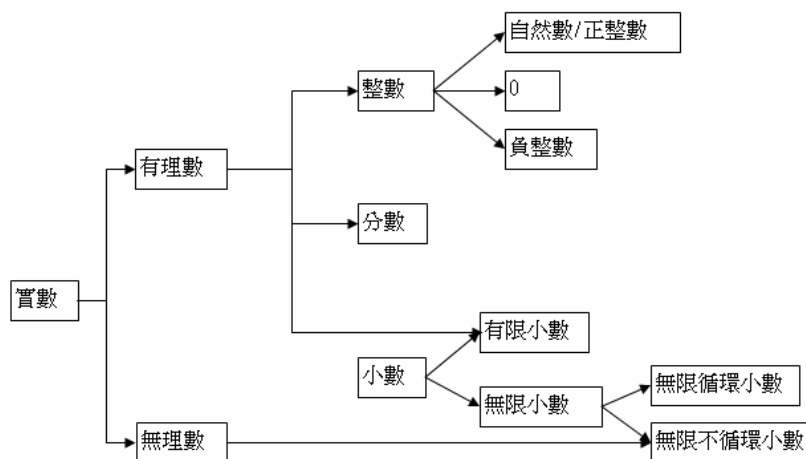 自然數/正整數
整數
0
負整數
有理數
分數
實數
有限小數
小數
無限小數
無限循環小數
無理數
無限不循環小數